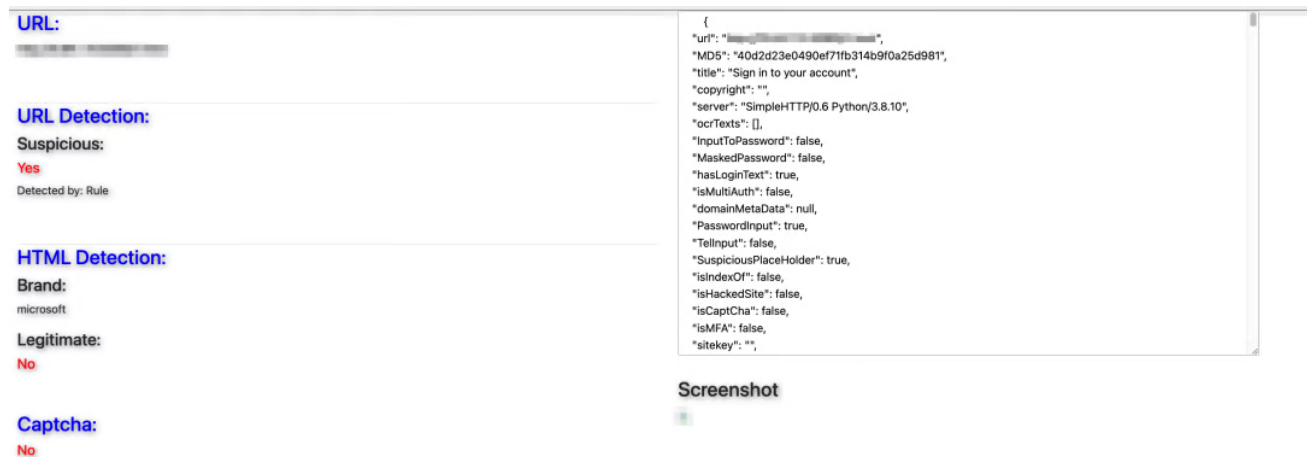 URL:
URL Detection:
Suspicious:
Yes
Detected by: Rule
HTML Detection:
Brand:
microsoft
Legitimate:
No
Captcha:
No
{
"url": "
",
"MD5": "40d2d23e0490ef71fb314b9f0a25d981",
"title": "Sign in to your account",
"copyright": "",
"server": "SimpleHTTP/0.6 Python/3.8.10",
"ocrTexts": [],
"InputToPassword": false,
"MaskedPassword": false,
"hasLoginText": true,
"isMultiAuth": false,
"domainMetaData": null,
"PasswordInput": true,
"TelInput": false,
"SuspiciousPlaceHolder": true,
"isIndexOf": false,
"isHackedSite": false,
"isCaptCha": false,
"isMFA": false,
"sitekey": "",
Screenshot